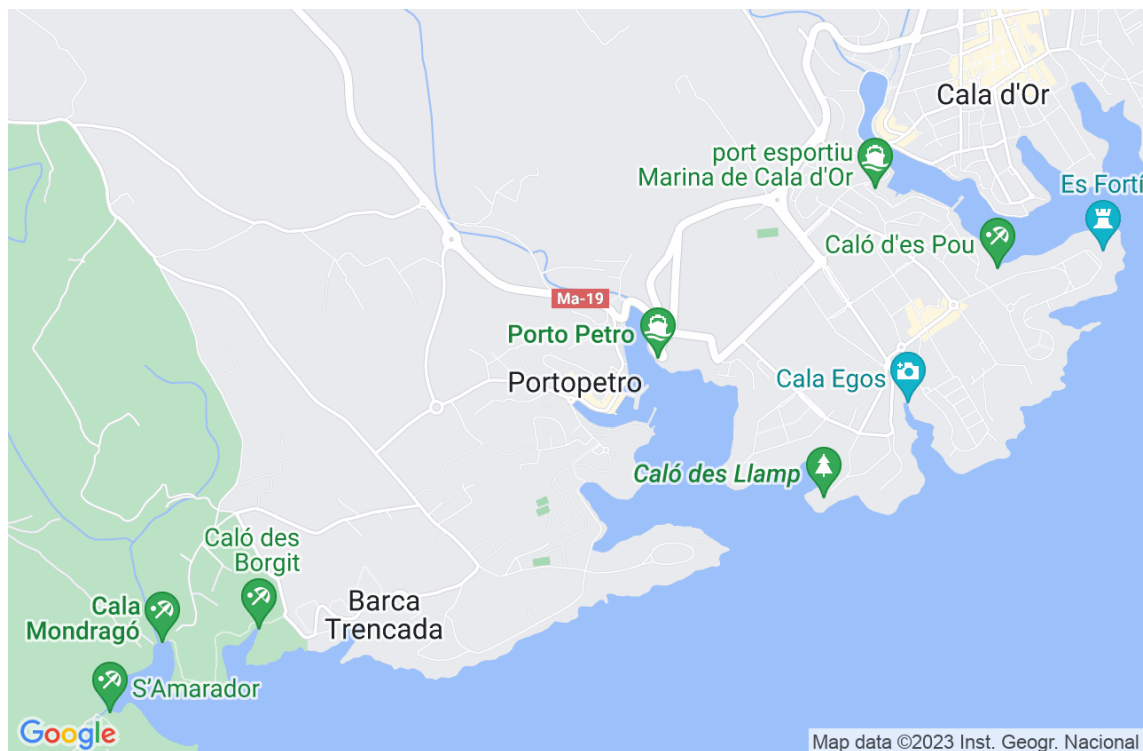 Cala d'Or
port esportiu
Marina de Cala d'Or
Es Fortí
Caló d'es Pou
Ma-19
Porto Petro
Portopetro
Cala Egos
Caló des Llamp
Caló des
Borgit
Cala
Mondragó
Barca
Trencada
S'Amarador
Google
Map data ©2023 Inst. Geogr. Nacional